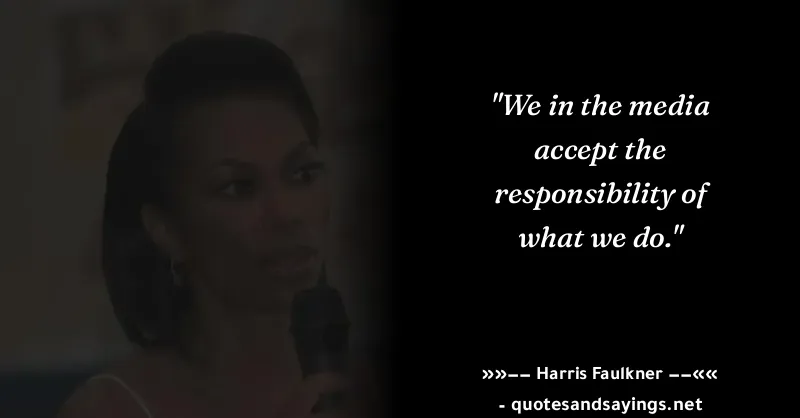 "We in the media
accept the
responsibility of
what we do."
»»−− Harris Faulkner −−««
- quotesandsayings.net